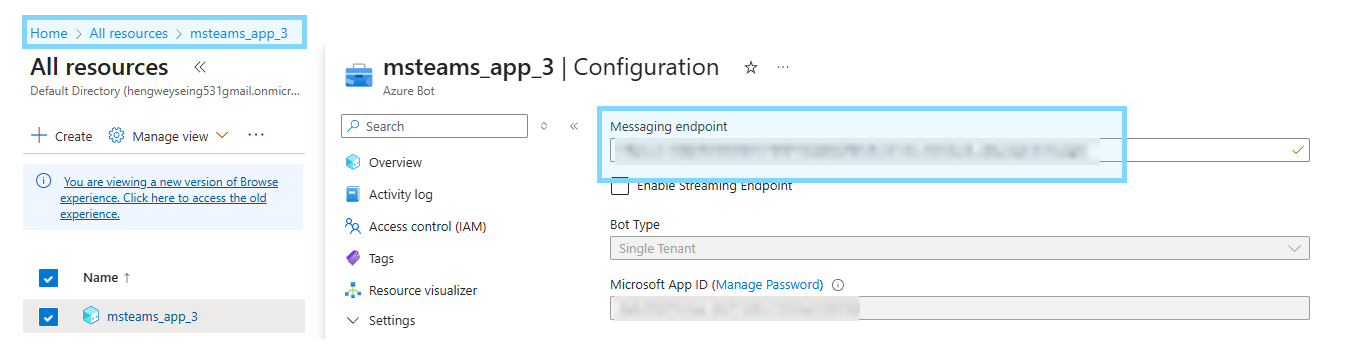 Home > All resources > msteams_app_3
All resources
Default Directory (hengweyseing531gmail.onmicr...
Create Manage view ...
You are viewing a new version of Browse
experience. Click here to access the old
experience.
Name ↑
msteams_app_3
msteams_app_3 | Configuration
Azure Bot
Search
Overview
Activity log
Access control (IAM)
Tags
Resource visualizer
Settings
Messaging endpoint
Enable Streaming Endpoint
Bot Type
Single Tenant
Microsoft App ID (Manage Password)